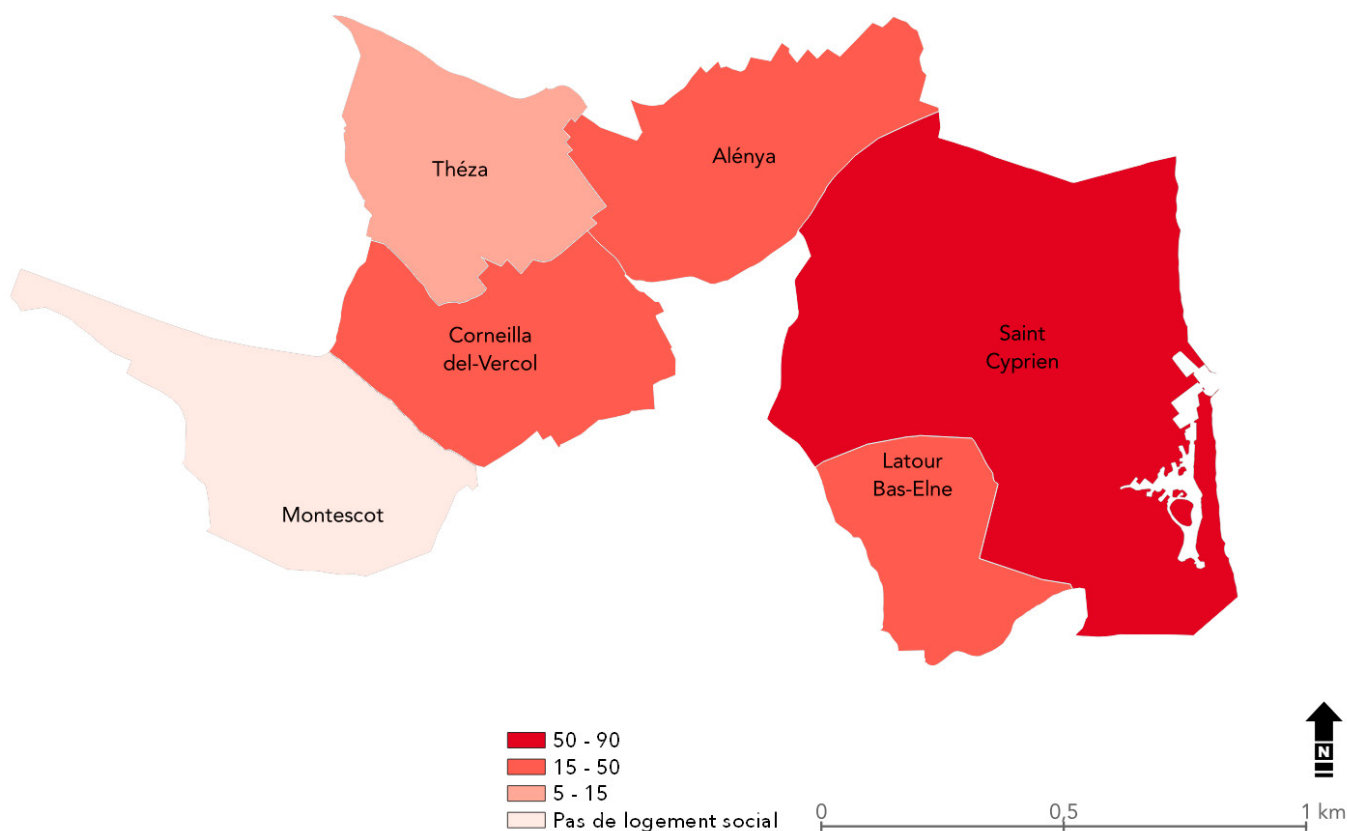 Théza
Alénya
Corneilla
del-Vercol
Saint
Cyprien
Latour
Bas-Elne
Montescot
50 - 90
15 - 50
5 - 15
Pas de logement social
N
0
0,5
1 km